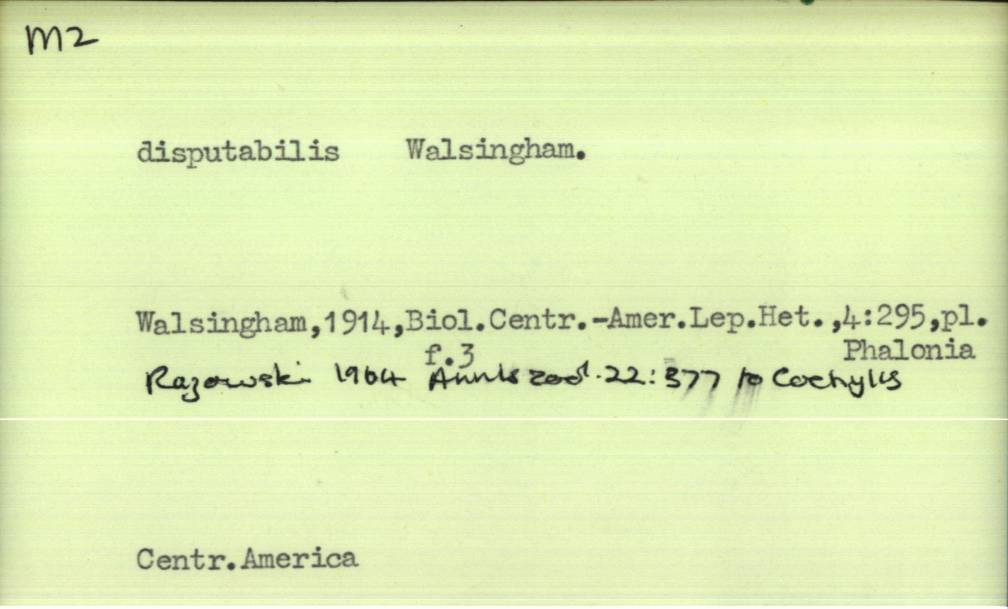 M2
disputabilis Walsingham.
Walsingham,1914,Biol.Centr.-Amer.Lep.Het.,4:295,pl.
f.3 Phalonia
Razowski 1964 Annls zool. 22: 377 to Cochylis
Centr.America